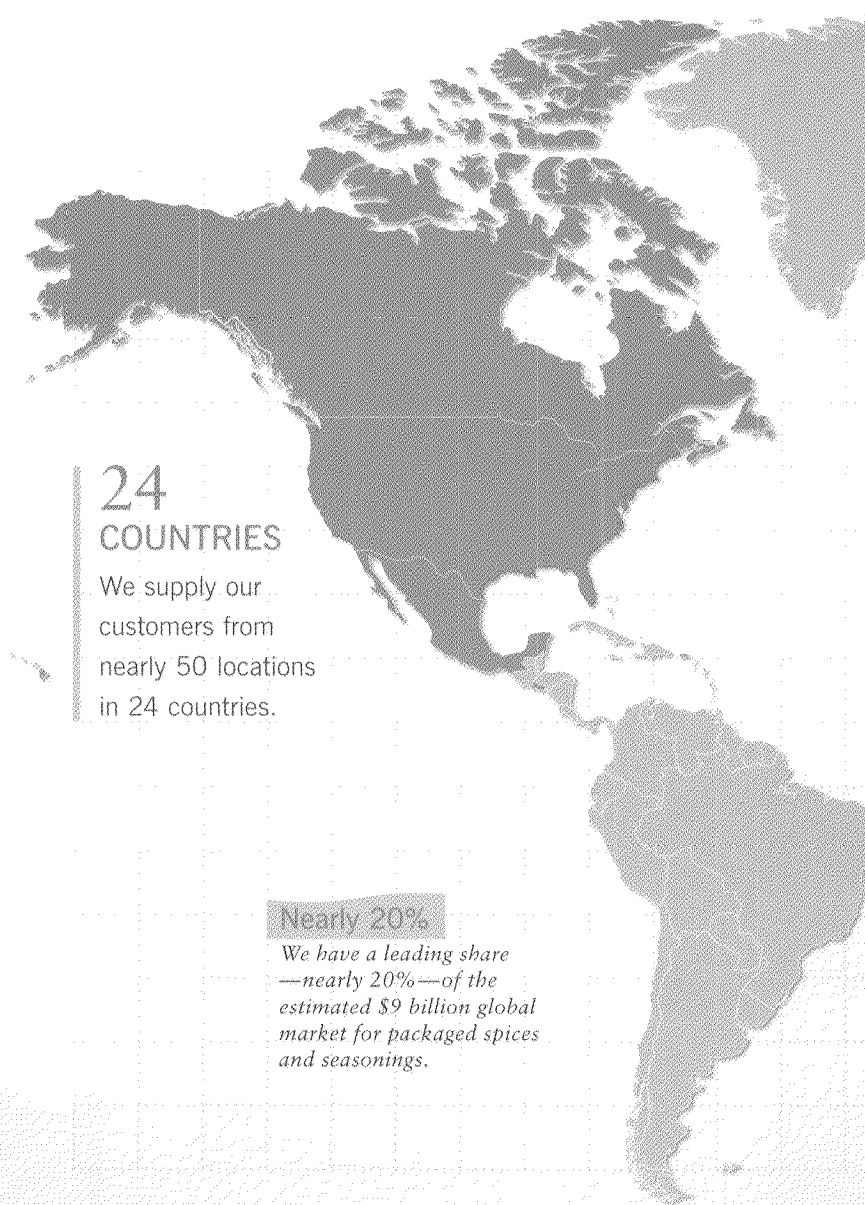 24
COUNTRIES
We supply our
customers from
nearly 50 locations
in 24 countries.
Nearly 20%
We have a leading share
—nearly 20%—of the
estimated $9 billion global
market for packaged spices
and seasonings.